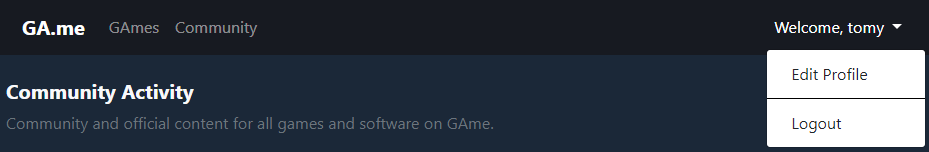 GA.me GAmes Community Welcome, tomy
Edit Profile
Community Activity
Community and official content for all games and software on GAme.
Logout